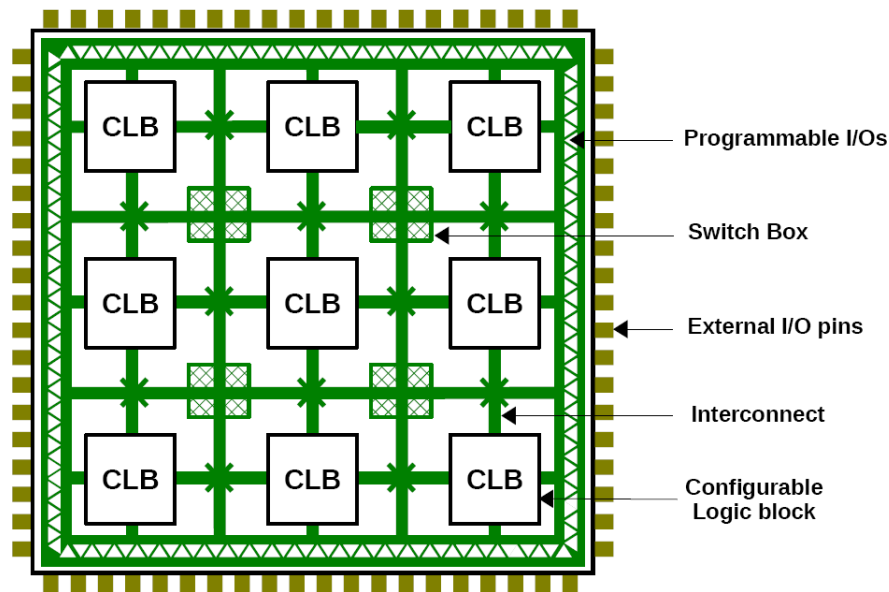 CLB CLB CLB
Programmable I/Os
Switch Box
CLB CLB CLB
External I/O pins
Interconnect
CLB CLB CLB
Configurable
Logic block